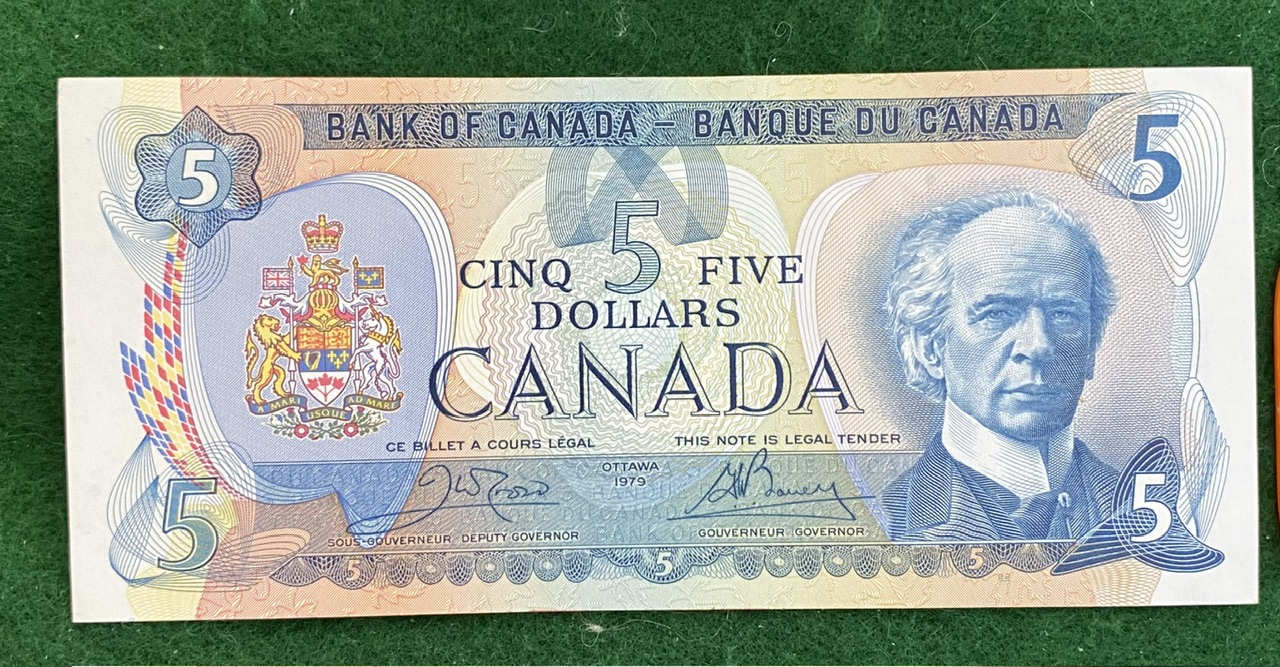 BANK OF CANADA – BANQUE DU CANADA
5
5
5
CINQ FIVE
DOLLARS
CANADA
A MARI USQUE AD MARE
CE BILLET A COURS LÉGAL
THIS NOTE IS LEGAL TENDER
OTTAWA
1979
SOUS-GOUVERNEUR DEPUTY GOVERNOR
GOUVERNEUR GOVERNOR
5
5
5
5
5